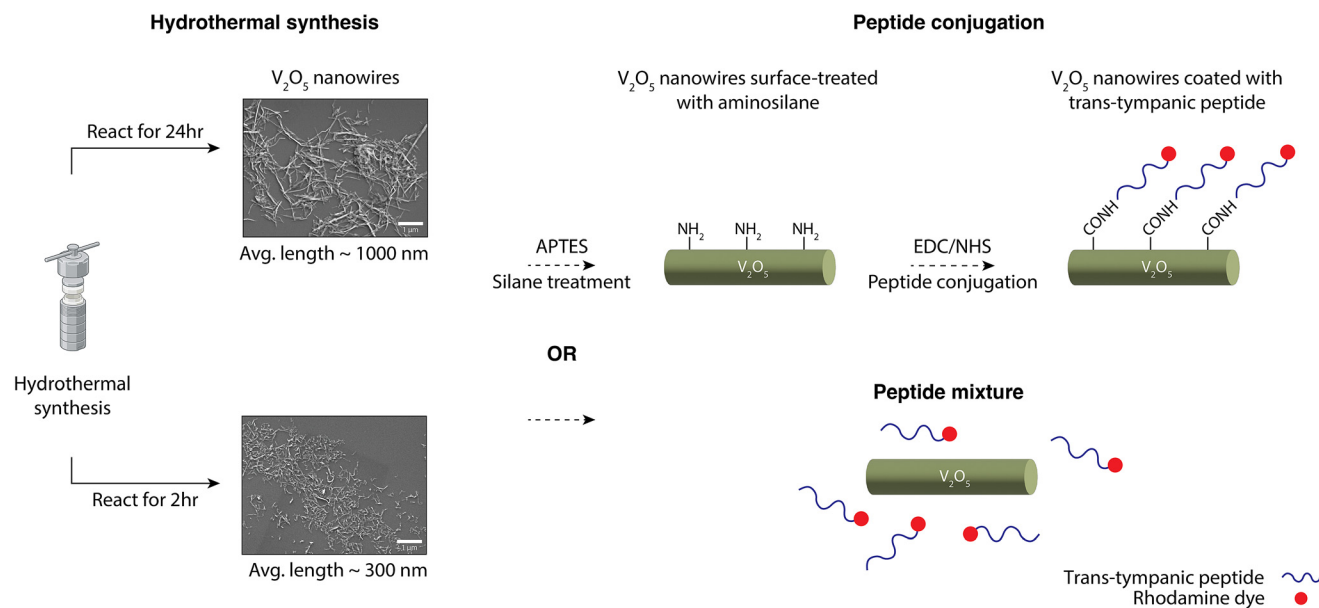 Hydrothermal synthesis
Peptide conjugation
V₂O₅ nanowires
V₂O₅ nanowires surface-treated
with aminosilane
V₂O₅ nanowires coated with
trans-tympanic peptide
React for 24hr
1 µm
Avg. length ~ 1000 nm
Hydrothermal
synthesis
React for 2hr
1 µm
Avg. length ~ 300 nm
APTES
Silane treatment
NH₂ NH₂ NH₂
V₂O₅
EDC/NHS
Peptide conjugation
CONH CONH CONH
V₂O₅
OR
Peptide mixture
V₂O₅
Trans-tympanic peptide
Rhodamine dye